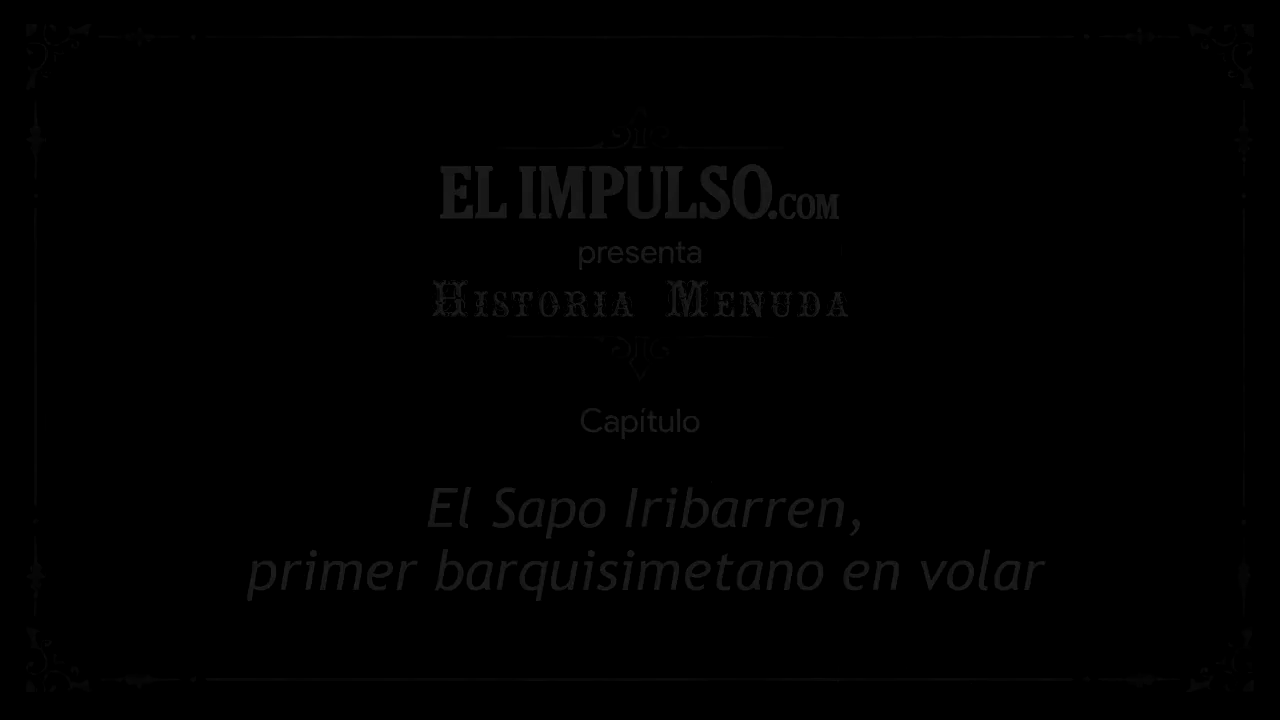 EL IMPULSO.COM
presenta
HISTORIA MENUDA
Capítulo
El Sapo Iribarren,
primer barquisimetano en volar